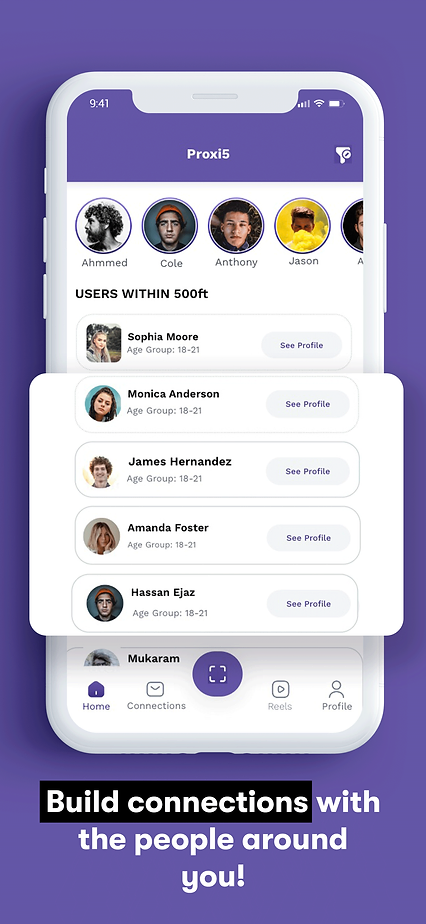 9:41
Proxi5
Ahmmed
Cole
Anthony
Jason
A
USERS WITHIN 500ft
Sophia Moore
Age Group: 18-21
See Profile
Monica Anderson
Age Group: 18-21
See Profile
James Hernandez
Age Group: 18-21
See Profile
Amanda Foster
Age Group: 18-21
See Profile
Hassan Ejaz
Age Group: 18-21
See Profile
Mukaram
Home
Connections
Reels
Profile
Build connections with
the people around
you!